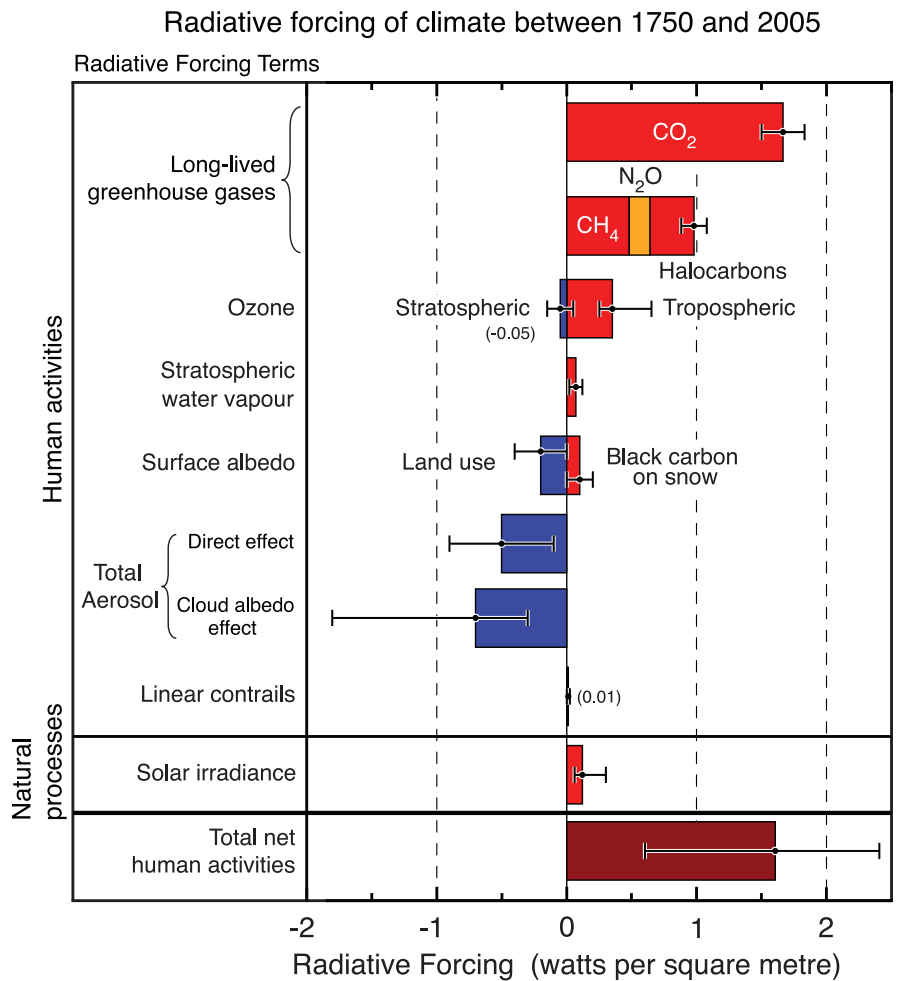 Radiative forcing of climate between 1750 and 2005
Radiative Forcing Terms
Human activities
Long-lived
greenhouse gases
CO₂
N₂O
CH₄
Halocarbons
Ozone
Stratospheric
(-0.05)
Tropospheric
Stratospheric
water vapour
Surface albedo
Land use
Black carbon
on snow
Total
Aerosol
Direct effect
Cloud albedo
effect
Linear contrails
(0.01)
Natural
processes
Solar irradiance
Total net
human activities
-2 -1 0 1 2
Radiative Forcing (watts per square metre)